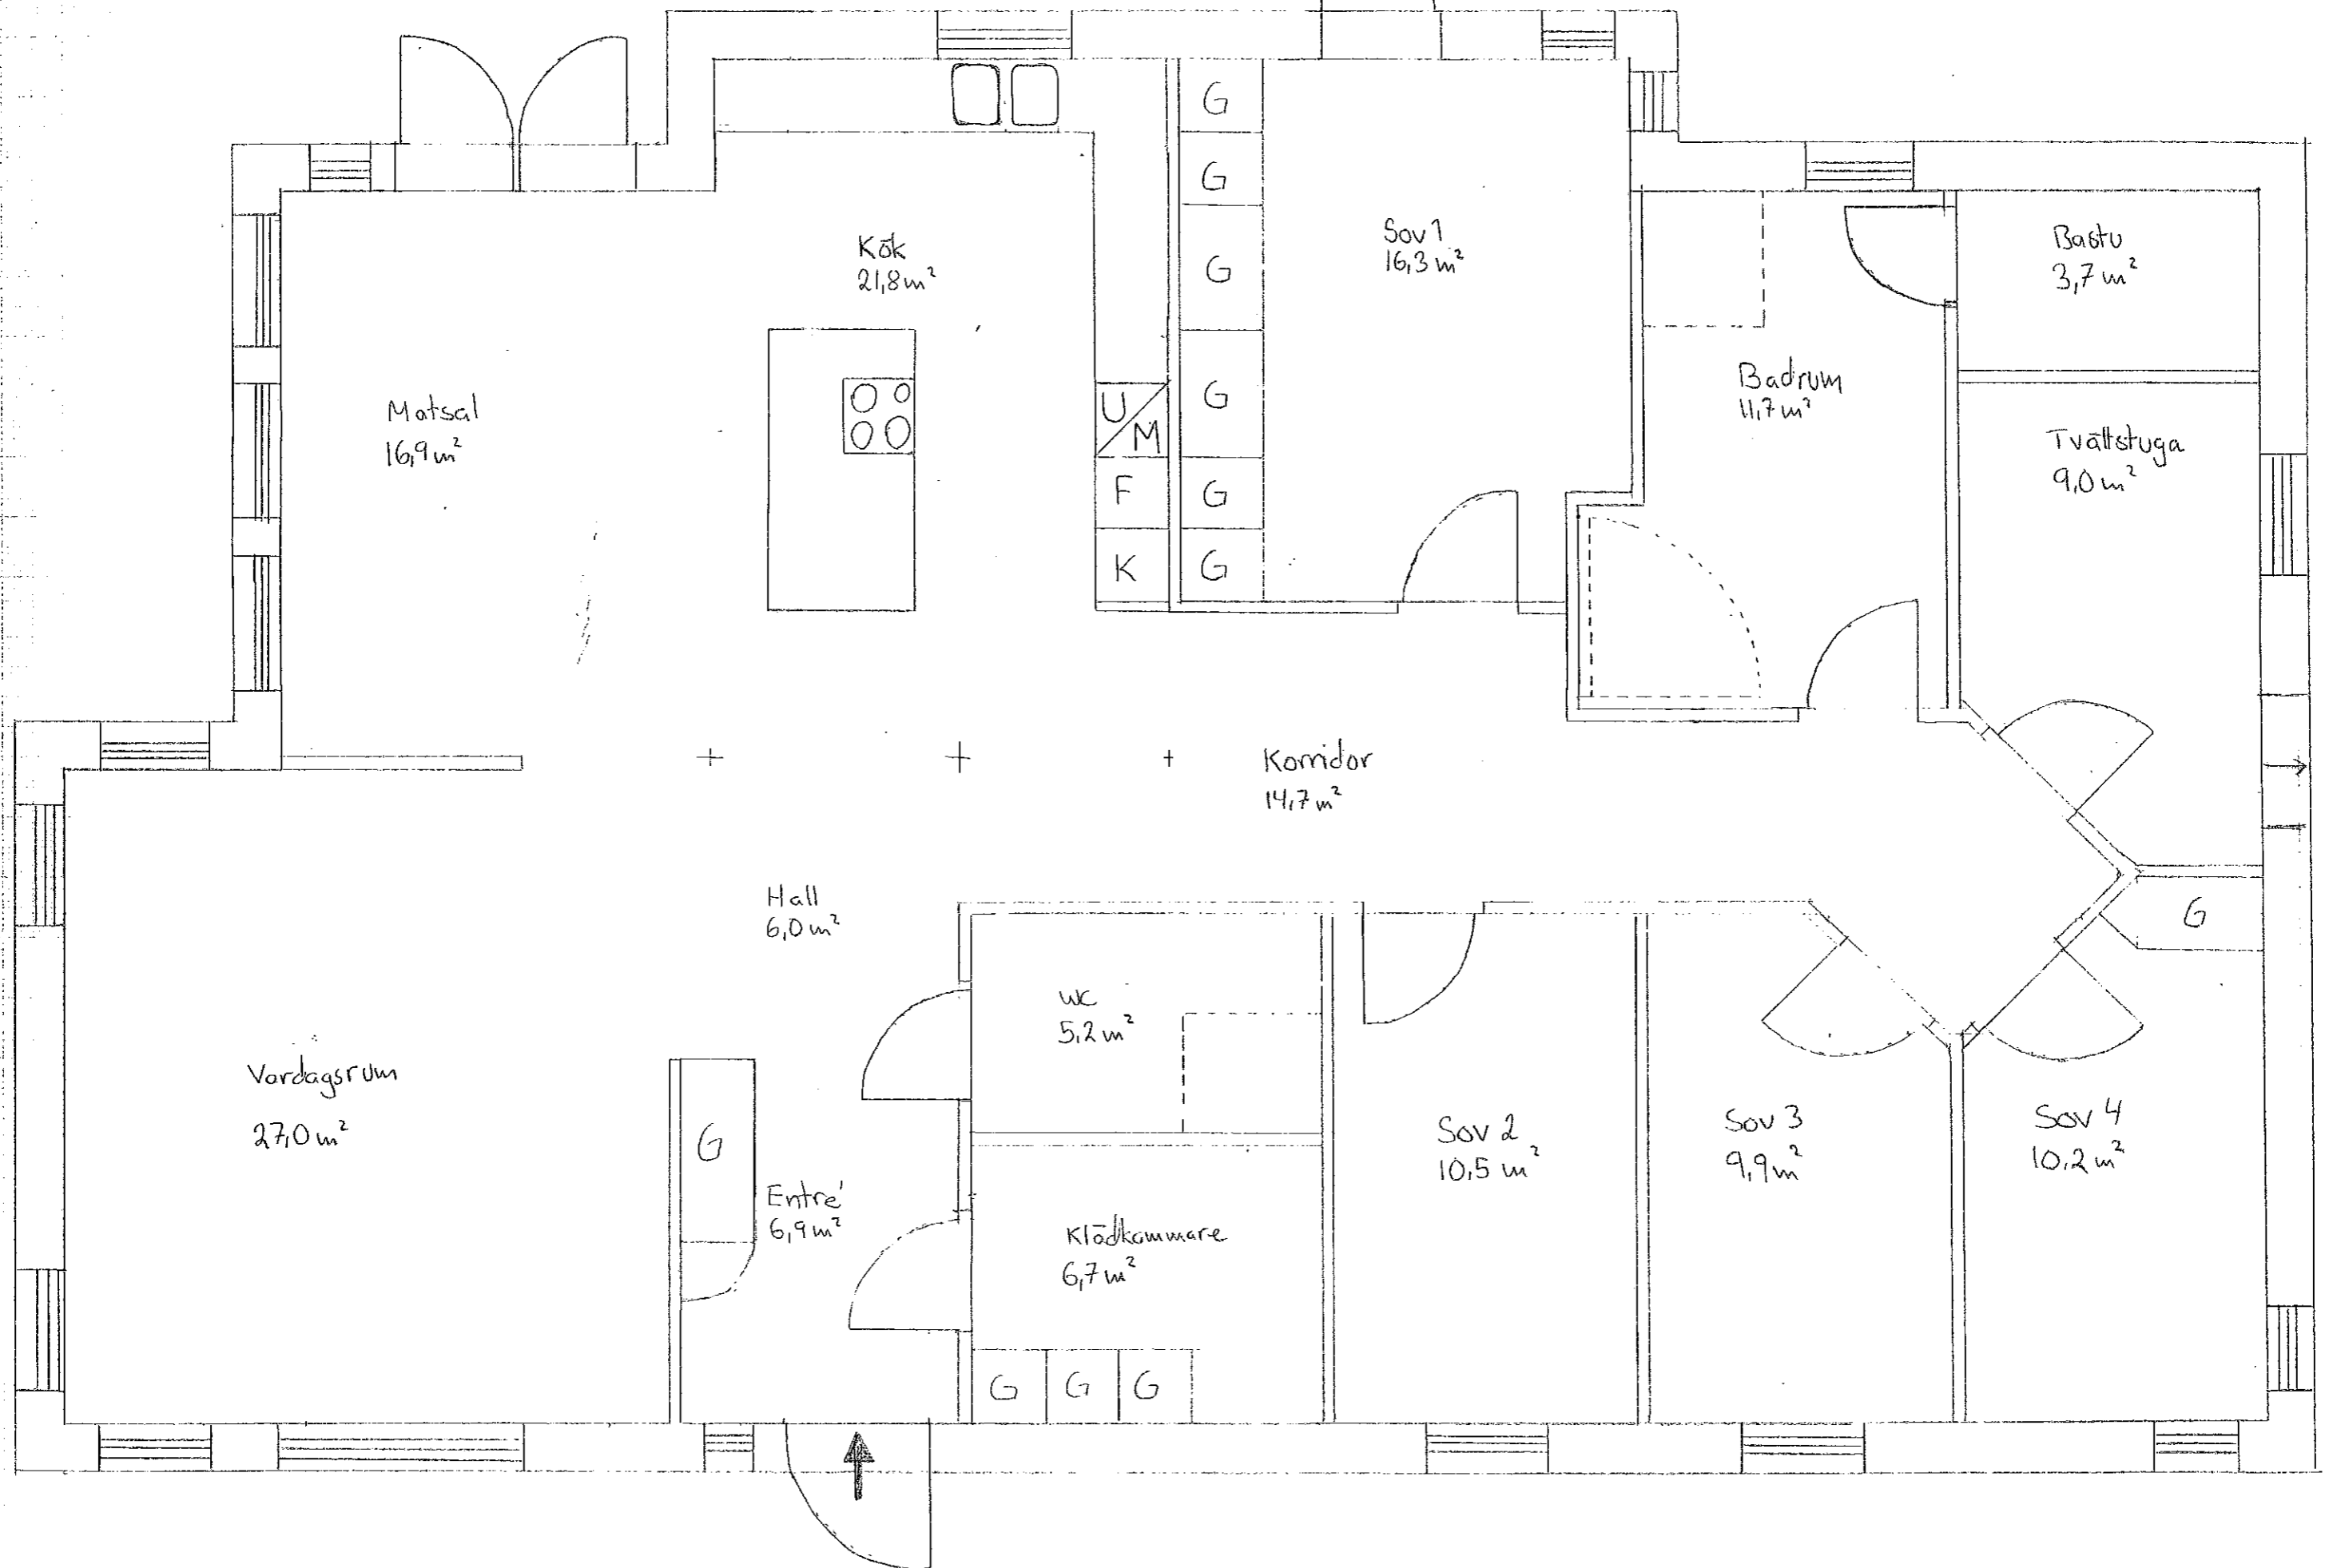 G
G
G
G
G
G
Kök
21,8 m²
Sov 1
16,3 m²
Bastu
3,7 m²
Matsal
16,9 m²
U
M
F
K
Badrum
11,7 m²
Tvättstuga
9,0 m²
Korridor
14,7 m²
Hall
6,0 m²
G
WC
5,2 m²
Vardagsrum
27,0 m²
G
Entré
6,9 m²
Klädkammare
6,7 m²
Sov 2
10,5 m²
Sov 3
9,9 m²
Sov 4
10,2 m²
G
G
G